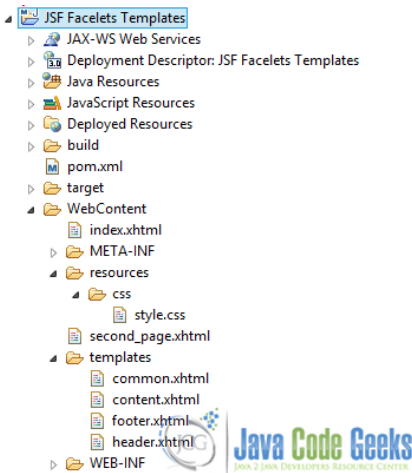 JSF Facelets Templates
JAX-WS Web Services
3.0 Deployment Descriptor: JSF Facelets Templates
Java Resources
JavaScript Resources
Deployed Resources
build
M pom.xml
target
WebContent
index.xhtml
META-INF
resources
css
style.css
second_page.xhtml
templates
common.xhtml
content.xhtml
footer.xhtml
header.xhtml
WEB-INF
JCG
Java Code Geeks
JAVA 2 JAVA DEVELOPERS RESOURCE CENTER